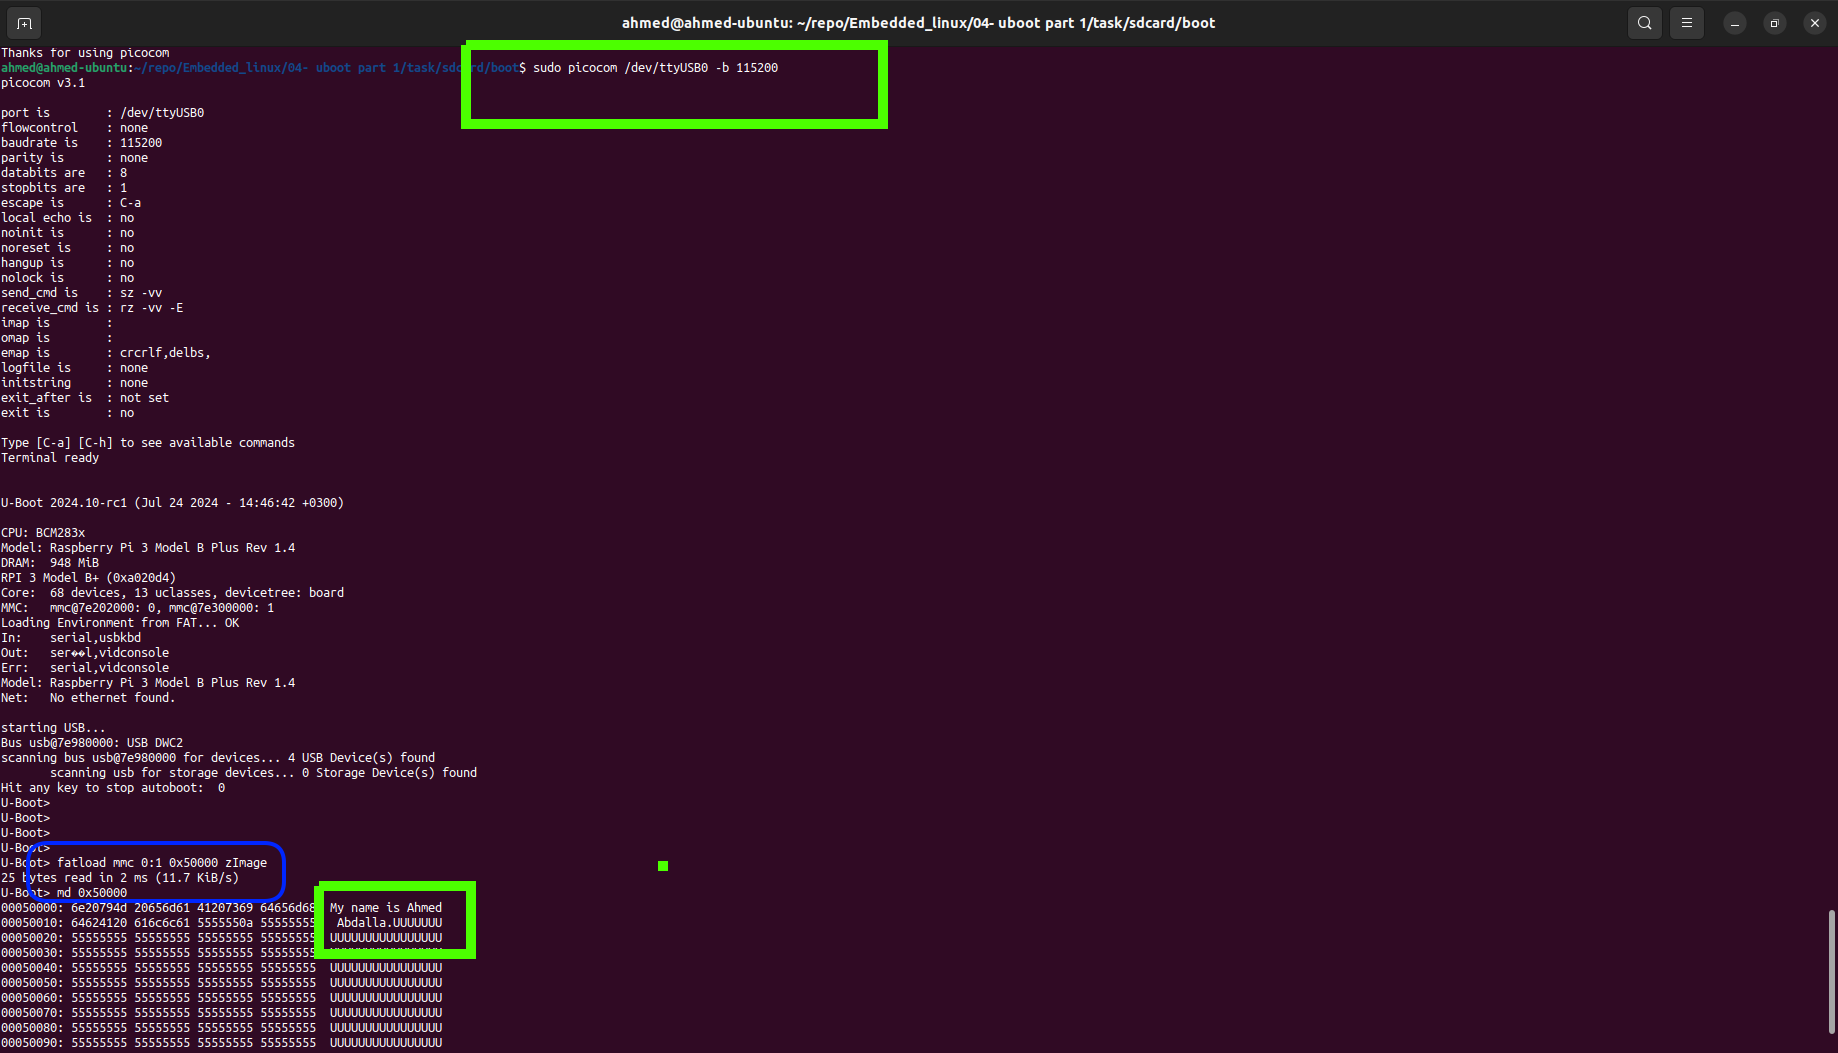 ahmed@ahmed-ubuntu: ~/repo/Embedded_linux/04- uboot part 1/task/sdcard/boot
Thanks for using picocom
ahmed@ahmed-ubuntu:~/repo/Embedded_linux/04- uboot part 1/task/sdcard/boot$ sudo picocom /dev/ttyUSB0 -b 115200
picocom v3.1
port is        : /dev/ttyUSB0
flowcontrol    : none
baudrate is    : 115200
parity is      : none
databits are   : 8
stopbits are   : 1
escape is      : C-a
local echo is  : no
noinit is      : no
noreset is     : no
hangup is      : no
nolock is      : no
send_cmd is    : sz -vv
receive_cmd is : rz -vv -E
imap is        :
omap is        :
emap is        : crcrlf,delbs,
logfile is     : none
initstring     : none
exit_after is  : not set
exit is        : no
Type [C-a] [C-h] to see available commands
Terminal ready
U-Boot 2024.10-rc1 (Jul 24 2024 - 14:46:42 +0300)
CPU: BCM283x
Model: Raspberry Pi 3 Model B Plus Rev 1.4
DRAM:  948 MiB
RPI 3 Model B+ (0xa020d4)
Core:  68 devices, 13 uclasses, devicetree: board
MMC:   mmc@7e202000: 0, mmc@7e300000: 1
Loading Environment from FAT... OK
In:    serial,usbkbd
Out:   ser��l,vidconsole
Err:   serial,vidconsole
Model: Raspberry Pi 3 Model B Plus Rev 1.4
Net:   No ethernet found.
starting USB...
Bus usb@7e980000: USB DWC2
scanning bus usb@7e980000 for devices... 4 USB Device(s) found
       scanning usb for storage devices... 0 Storage Device(s) found
Hit any key to stop autoboot:  0
U-Boot>
U-Boot>
U-Boot>
U-Boot>
U-Boot> fatload mmc 0:1 0x50000 zImage
25 bytes read in 2 ms (11.7 KiB/s)
U-Boot> md 0x50000
00050000: 6e20794d 20656d61 41207369 64656d68  My name is Ahmed
00050010: 64624120 616c6c61 5555550a 55555555   Abdalla.UUUUUUU
00050020: 55555555 55555555 55555555 55555555  UUUUUUUUUUUUUUUU
00050030: 55555555 55555555 55555555 55555555  UUUUUUUUUUUUUUUU
00050040: 55555555 55555555 55555555 55555555  UUUUUUUUUUUUUUUU
00050050: 55555555 55555555 55555555 55555555  UUUUUUUUUUUUUUUU
00050060: 55555555 55555555 55555555 55555555  UUUUUUUUUUUUUUUU
00050070: 55555555 55555555 55555555 55555555  UUUUUUUUUUUUUUUU
00050080: 55555555 55555555 55555555 55555555  UUUUUUUUUUUUUUUU
00050090: 55555555 55555555 55555555 55555555  UUUUUUUUUUUUUUUU